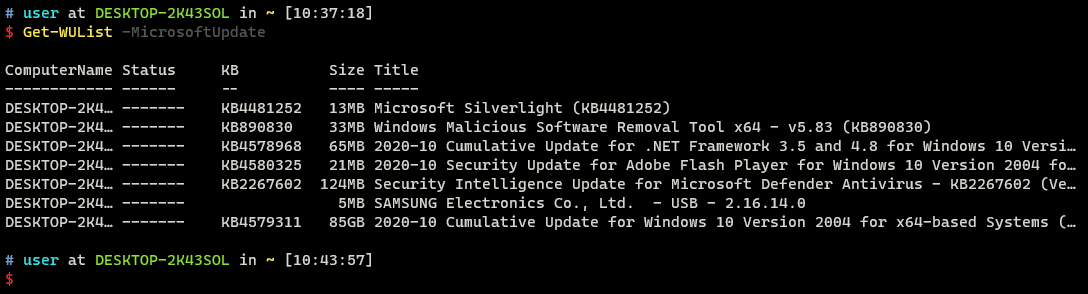 # user at DESKTOP-2K43SOL in ~ [10:37:18]
$ Get-WUList -MicrosoftUpdate
ComputerName Status     KB          Size Title
------------ ------     --          ---- -----
DESKTOP-2K4… -------    KB4481252   13MB Microsoft Silverlight (KB4481252)
DESKTOP-2K4… -------    KB890830    33MB Windows Malicious Software Removal Tool x64 - v5.83 (KB890830)
DESKTOP-2K4… -------    KB4578968   65MB 2020-10 Cumulative Update for .NET Framework 3.5 and 4.8 for Windows 10 Versi…
DESKTOP-2K4… -------    KB4580325   21MB 2020-10 Security Update for Adobe Flash Player for Windows 10 Version 2004 fo…
DESKTOP-2K4… -------    KB2267602  124MB Security Intelligence Update for Microsoft Defender Antivirus - KB2267602 (Ve…
DESKTOP-2K4… -------                5MB SAMSUNG Electronics Co., Ltd.  - USB - 2.16.14.0
DESKTOP-2K4… -------    KB4579311   85GB 2020-10 Cumulative Update for Windows 10 Version 2004 for x64-based Systems (…
# user at DESKTOP-2K43SOL in ~ [10:43:57]
$